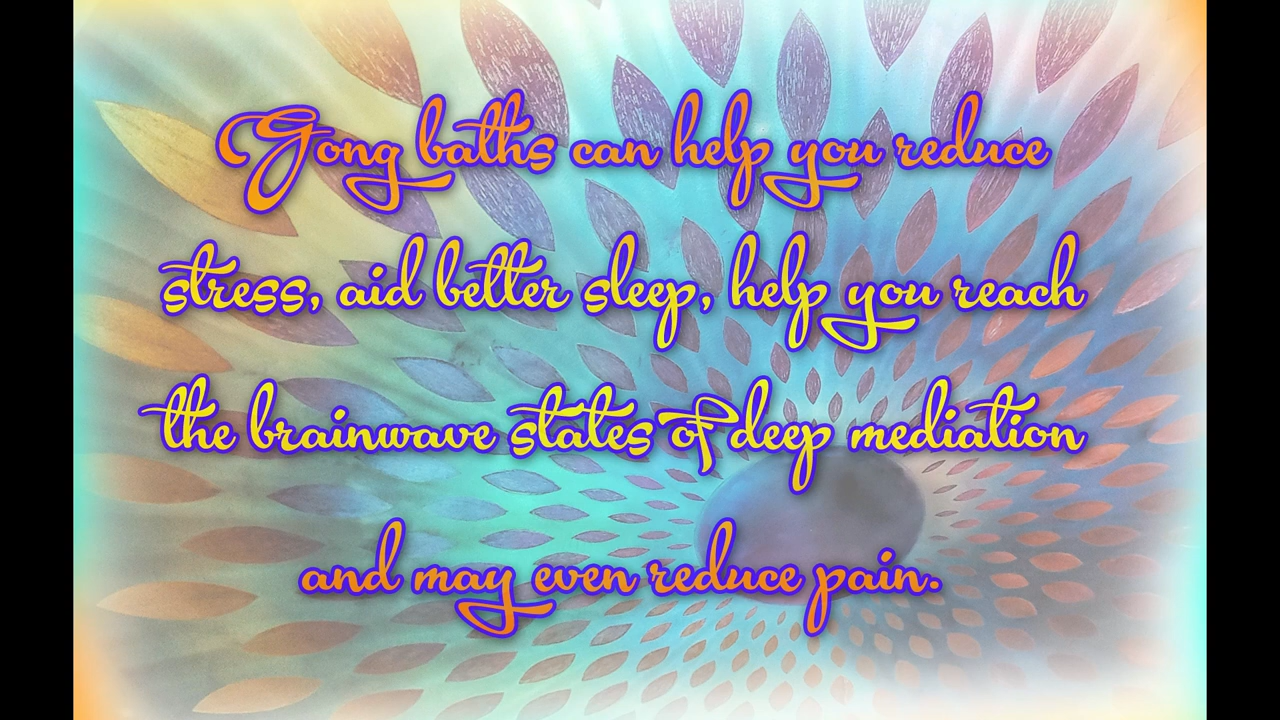 Gong baths can help you reduce
stress, aid better sleep, help you reach
the brainwave states of deep mediation
and may even reduce pain.